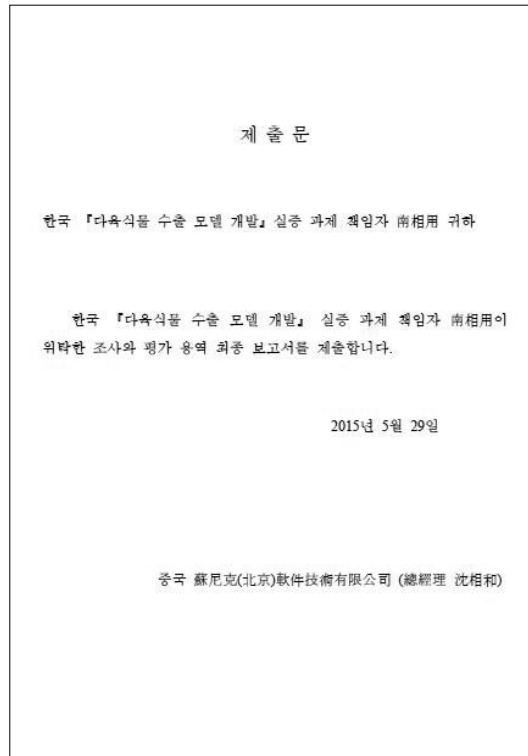 제 출 문
한국 『다육식물 수출 모델 개발』 실증 과제 책임자 南相用 귀하
한국 『다육식물 수출 모델 개발』 실증 과제 책임자 南相用이
위탁한 조사와 평가 용역 최종 보고서를 제출합니다.
2015년 5월 29일
중국 蘇尼克(北京)軟件技術有限公司 (總經理 沈相和)